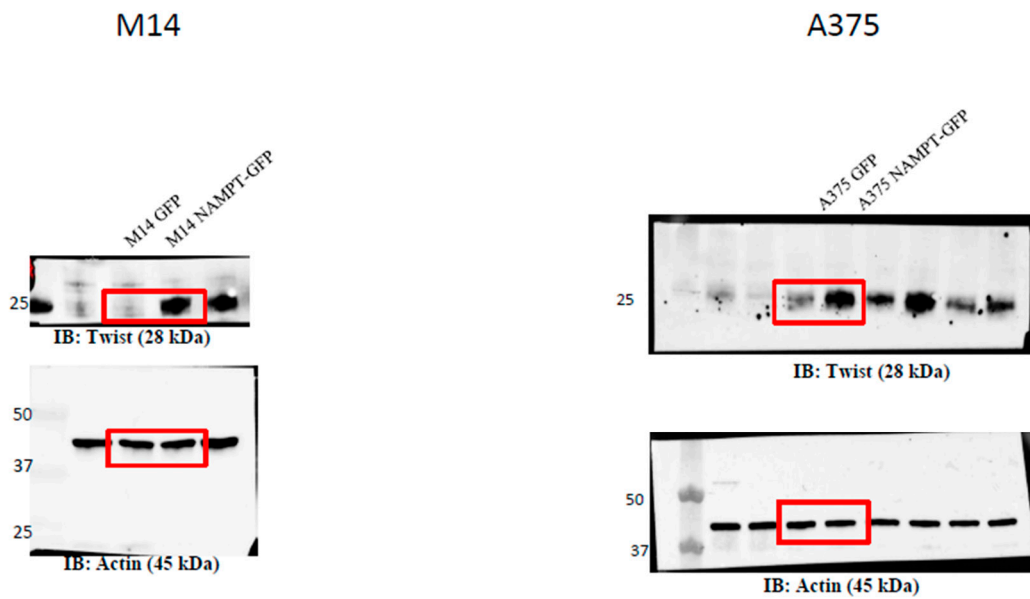 M14
A375
M14 GFP
M14 NAMPT-GFP
25
IB: Twist (28 kDa)
50
37
25
IB: Actin (45 kDa)
A375 GFP
A375 NAMPT-GFP
25
IB: Twist (28 kDa)
50
37
IB: Actin (45 kDa)